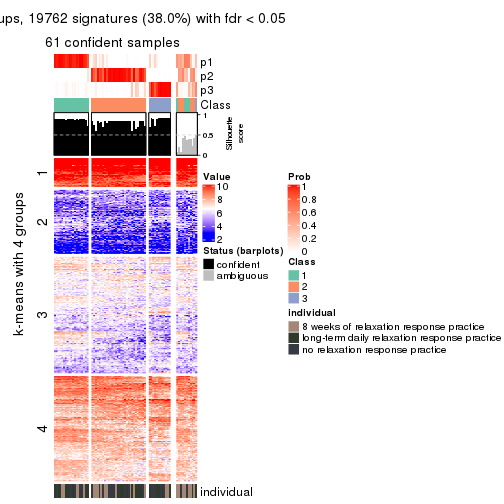 ups, 19762 signatures (38.0%) with fdr < 0.05
61 confident samples
p1
p2
p3
Class
1
0.5
0
Silhouette
score
k-means with 4 groups
1
2
3
4
individual
Value
10
8
6
4
2
Status (barplots)
confident
ambiguous
Prob
1
0.8
0.6
0.4
0.2
0
Class
1
2
3
individual
8 weeks of relaxation response practice
long-term daily relaxation response practice
no relaxation response practice